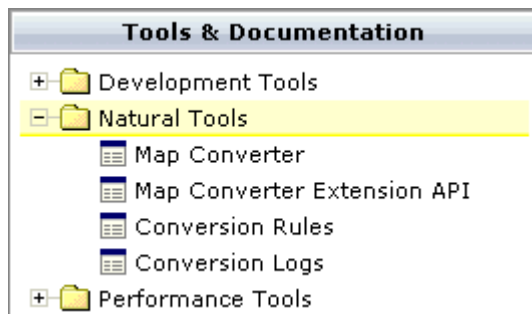 Tools & Documentation
Development Tools
Natural Tools
Map Converter
Map Converter Extension API
Conversion Rules
Conversion Logs
Performance Tools